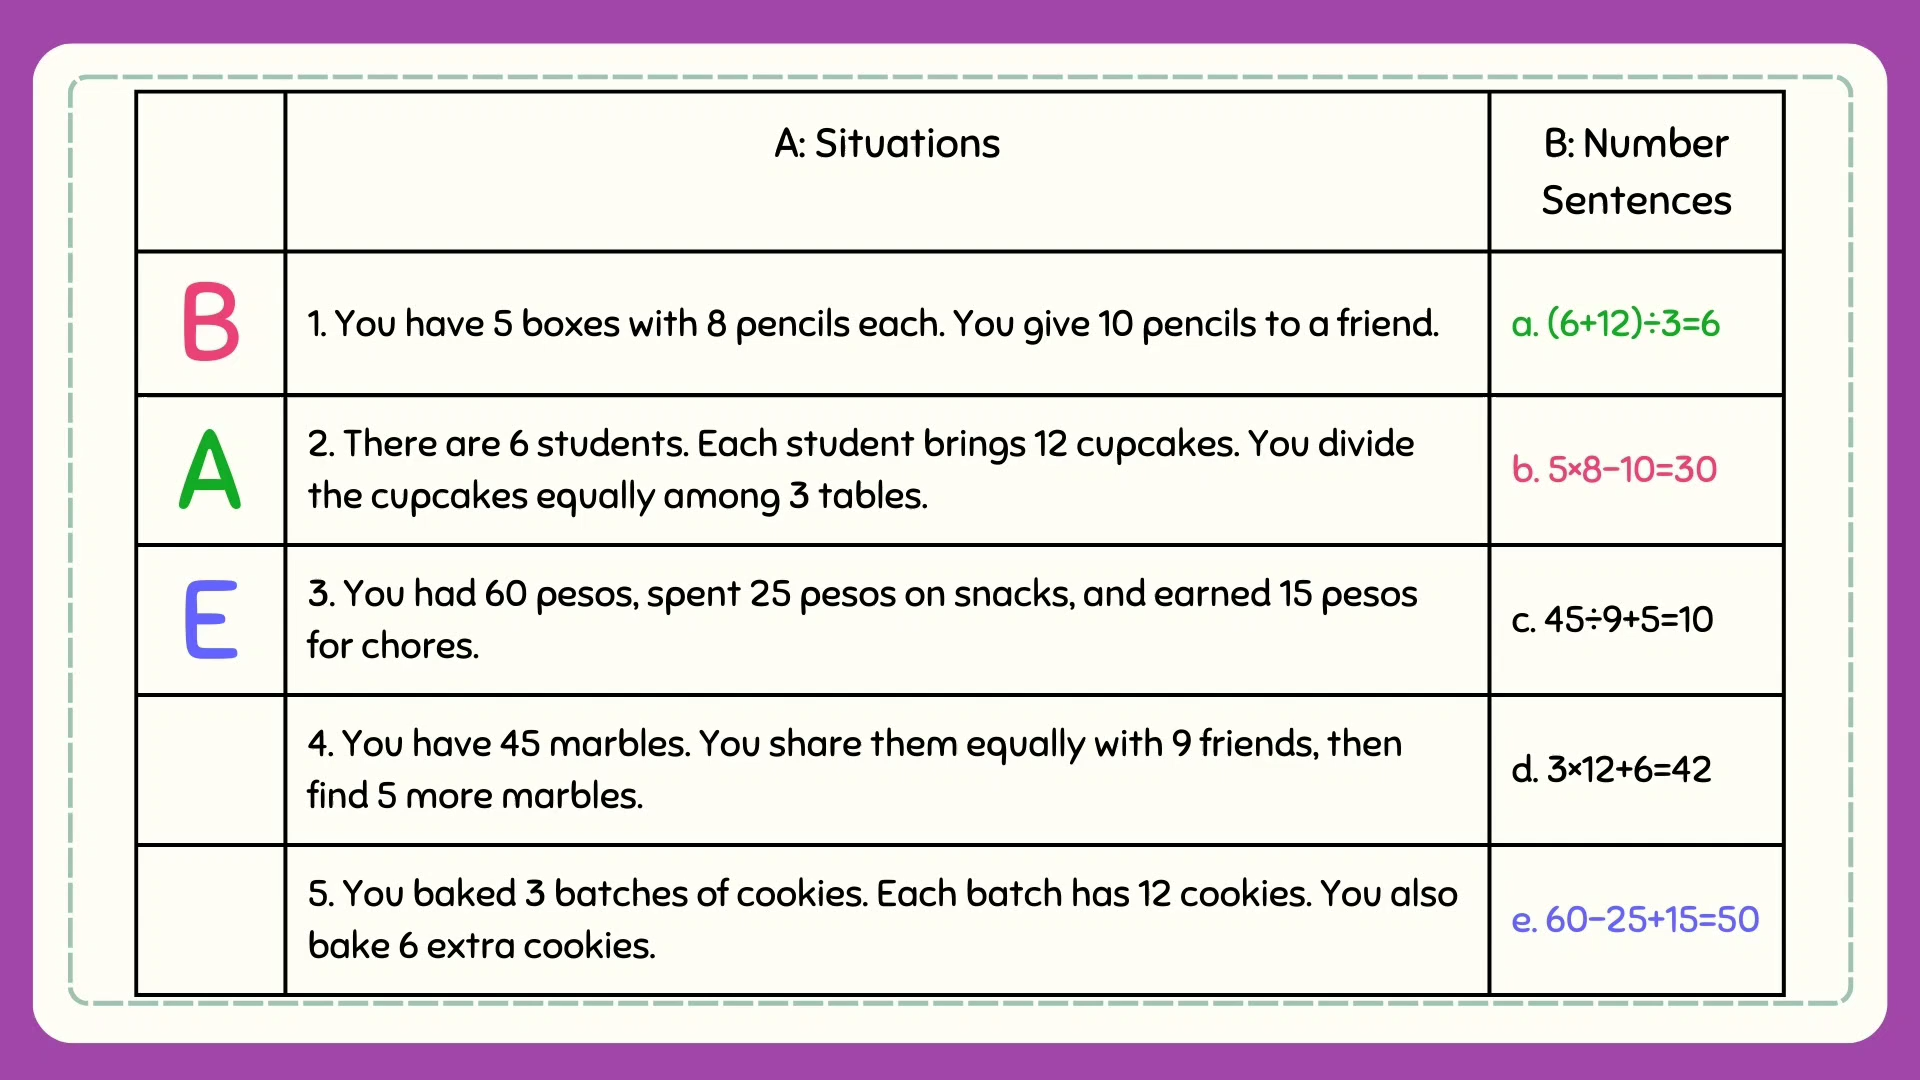 A: Situations
B: Number
Sentences
B
1. You have 5 boxes with 8 pencils each. You give 10 pencils to a friend.
a. (6+12)÷3=6
A
2. There are 6 students. Each student brings 12 cupcakes. You divide
the cupcakes equally among 3 tables.
b. 5×8−10=30
E
3. You had 60 pesos, spent 25 pesos on snacks, and earned 15 pesos
for chores.
c. 45÷9+5=10
4. You have 45 marbles. You share them equally with 9 friends, then
find 5 more marbles.
d. 3×12+6=42
5. You baked 3 batches of cookies. Each batch has 12 cookies. You also
bake 6 extra cookies.
e. 60−25+15=50